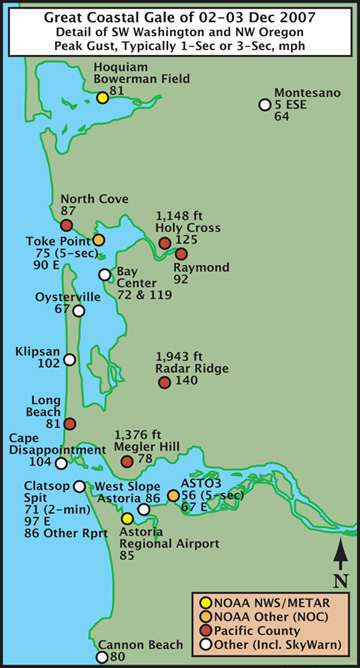 Great Coastal Gale of 02-03 Dec 2007
Detail of SW Washington and NW Oregon
Peak Gust, Typically 1-Sec or 3-Sec, mph
Hoquiam
Bowerman Field
81
Montesano
5 ESE
64
North Cove
87
1,148 ft
Holy Cross
125
Toke Point
75 (5-sec)
90 E
Raymond
92
Bay
Center
72 & 119
Oysterville
67
Klipsan
102
1,943 ft
Radar Ridge
140
Long
Beach
81
1,376 ft
Megler Hill
78
Cape
Disappointment
104
Clatsop
Spit
71 (2-min)
97 E
86 Other Rprt
West Slope
Astoria 86
ASTO3
56 (5-sec)
67 E
Astoria
Regional Airport
85
N
NOAA NWS/METAR
NOAA Other (NOC)
Pacific County
Other (Incl. SkyWarn)
Cannon Beach
80